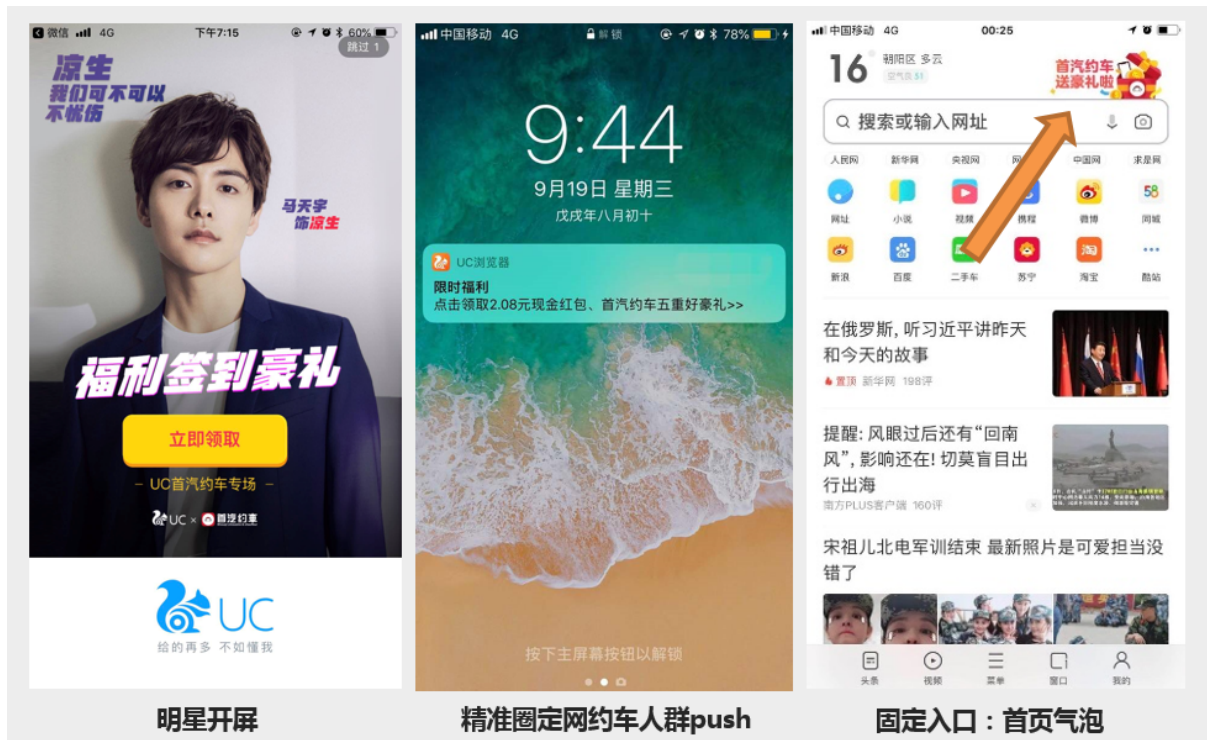 微信 4G 下午7:15 60%
跳过 1
凉生
我们可不可以
不忧伤
马天宇
饰凉生
福利签到豪礼
立即领取
- UC首汽约车专场 -
UC × 首汽约车
UC
给的再多 不如懂我
明星开屏
中国移动 4G 解锁 78%
9:44
9月19日 星期三
戊戌年八月初十
UC浏览器
限时福利
点击领取2.08元现金红包、首汽约车五重好豪礼>>
按下主屏幕按钮以解锁
精准圈定网约车人群push
中国移动 4G 00:25
16 朝阳区 多云
空气良 51
首汽约车
送豪礼啦
搜索或输入网址
人民网 新华网 央视网 网 中国网 求是网
58
网址 小说 视频 携程 微博 同城
淘
新浪 百度 二手车 苏宁 淘宝 酷站
在俄罗斯, 听习近平讲昨天
和今天的故事
置顶 新华网 198评
提醒: 风眼过后还有“回南
风”, 影响还在! 切莫盲目出
行出海
南方PLUS客户端 160评
宋祖儿北电军训结束 最新照片是可爱担当没
错了
头条 视频 菜单 窗口 我的
固定入口：首页气泡